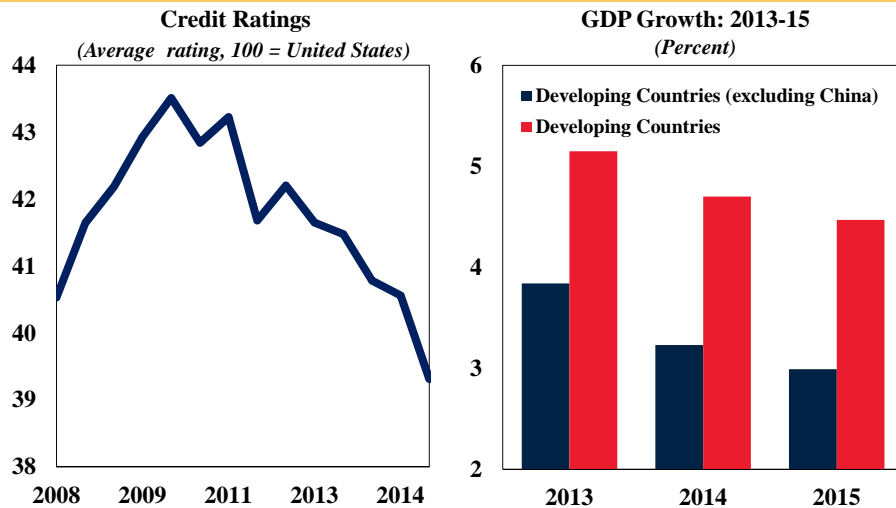 Credit Ratings
(Average rating, 100 = United States)
44
43
42
41
40
39
38
2008 2009 2011 2013 2014
GDP Growth: 2013-15
(Percent)
6
5
4
3
2
Developing Countries (excluding China)
Developing Countries
2013 2014 2015